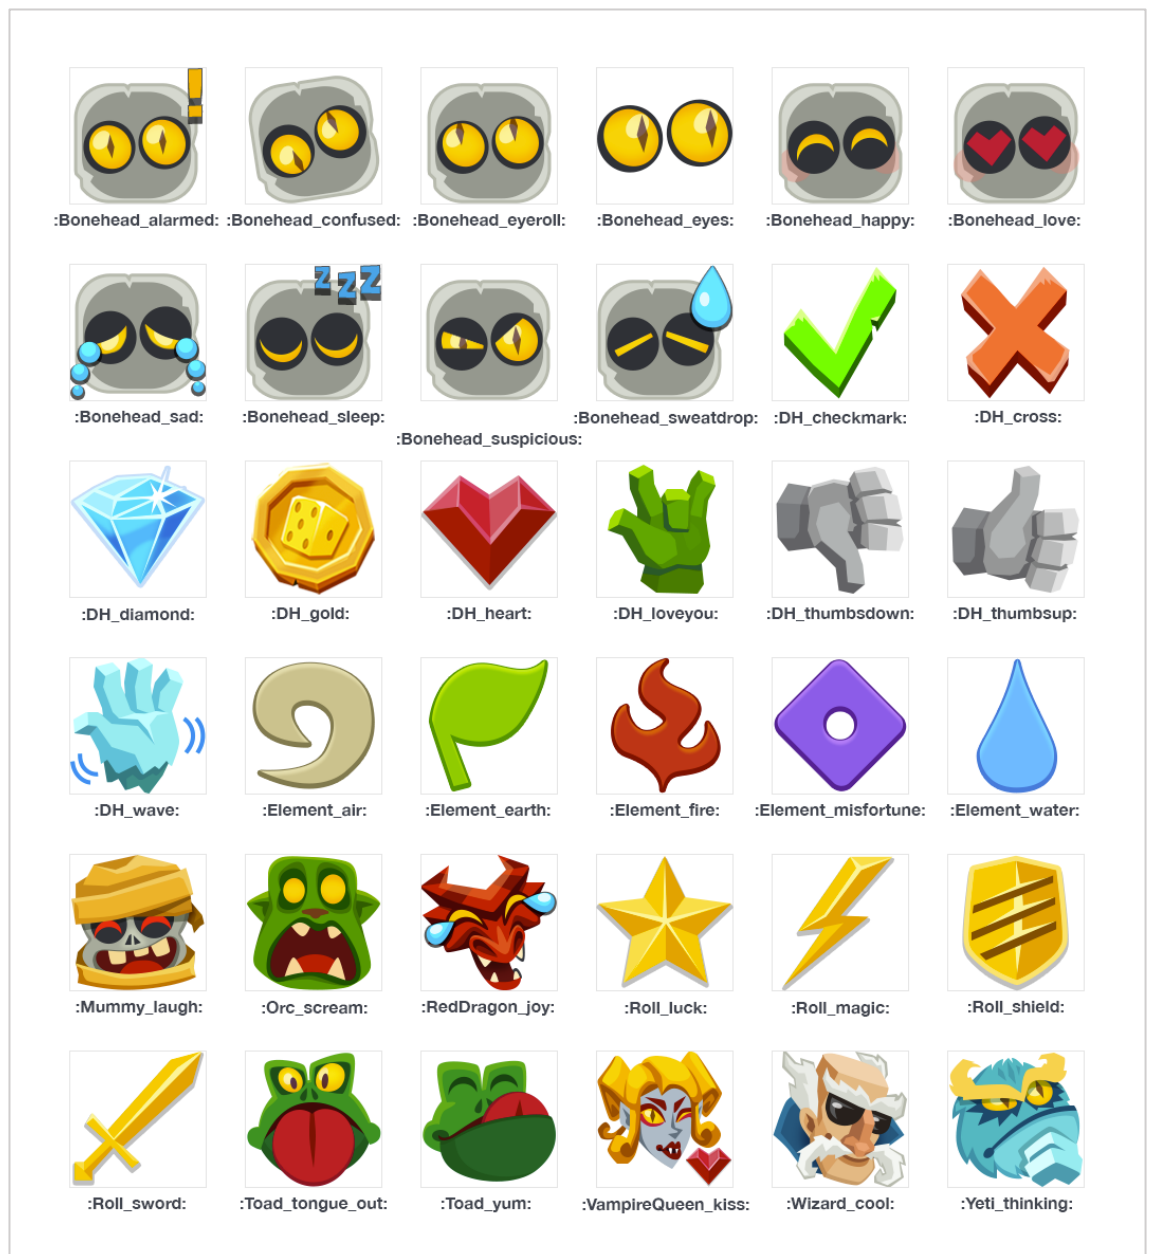 :Bonehead_alarmed:
:Bonehead_confused:
:Bonehead_eyeroll:
:Bonehead_eyes:
:Bonehead_happy:
:Bonehead_love:
z z z
:Bonehead_sad:
:Bonehead_sleep:
:Bonehead_suspicious:
:Bonehead_sweatdrop:
:DH_checkmark:
:DH_cross:
:DH_diamond:
:DH_gold:
:DH_heart:
:DH_loveyou:
:DH_thumbsdown:
:DH_thumbsup:
:DH_wave:
:Element_air:
:Element_earth:
:Element_fire:
:Element_misfortune:
:Element_water:
:Mummy_laugh:
:Orc_scream:
:RedDragon_joy:
:Roll_luck:
:Roll_magic:
:Roll_shield:
:Roll_sword:
:Toad_tongue_out:
:Toad_yum:
:VampireQueen_kiss:
:Wizard_cool:
:Yeti_thinking: